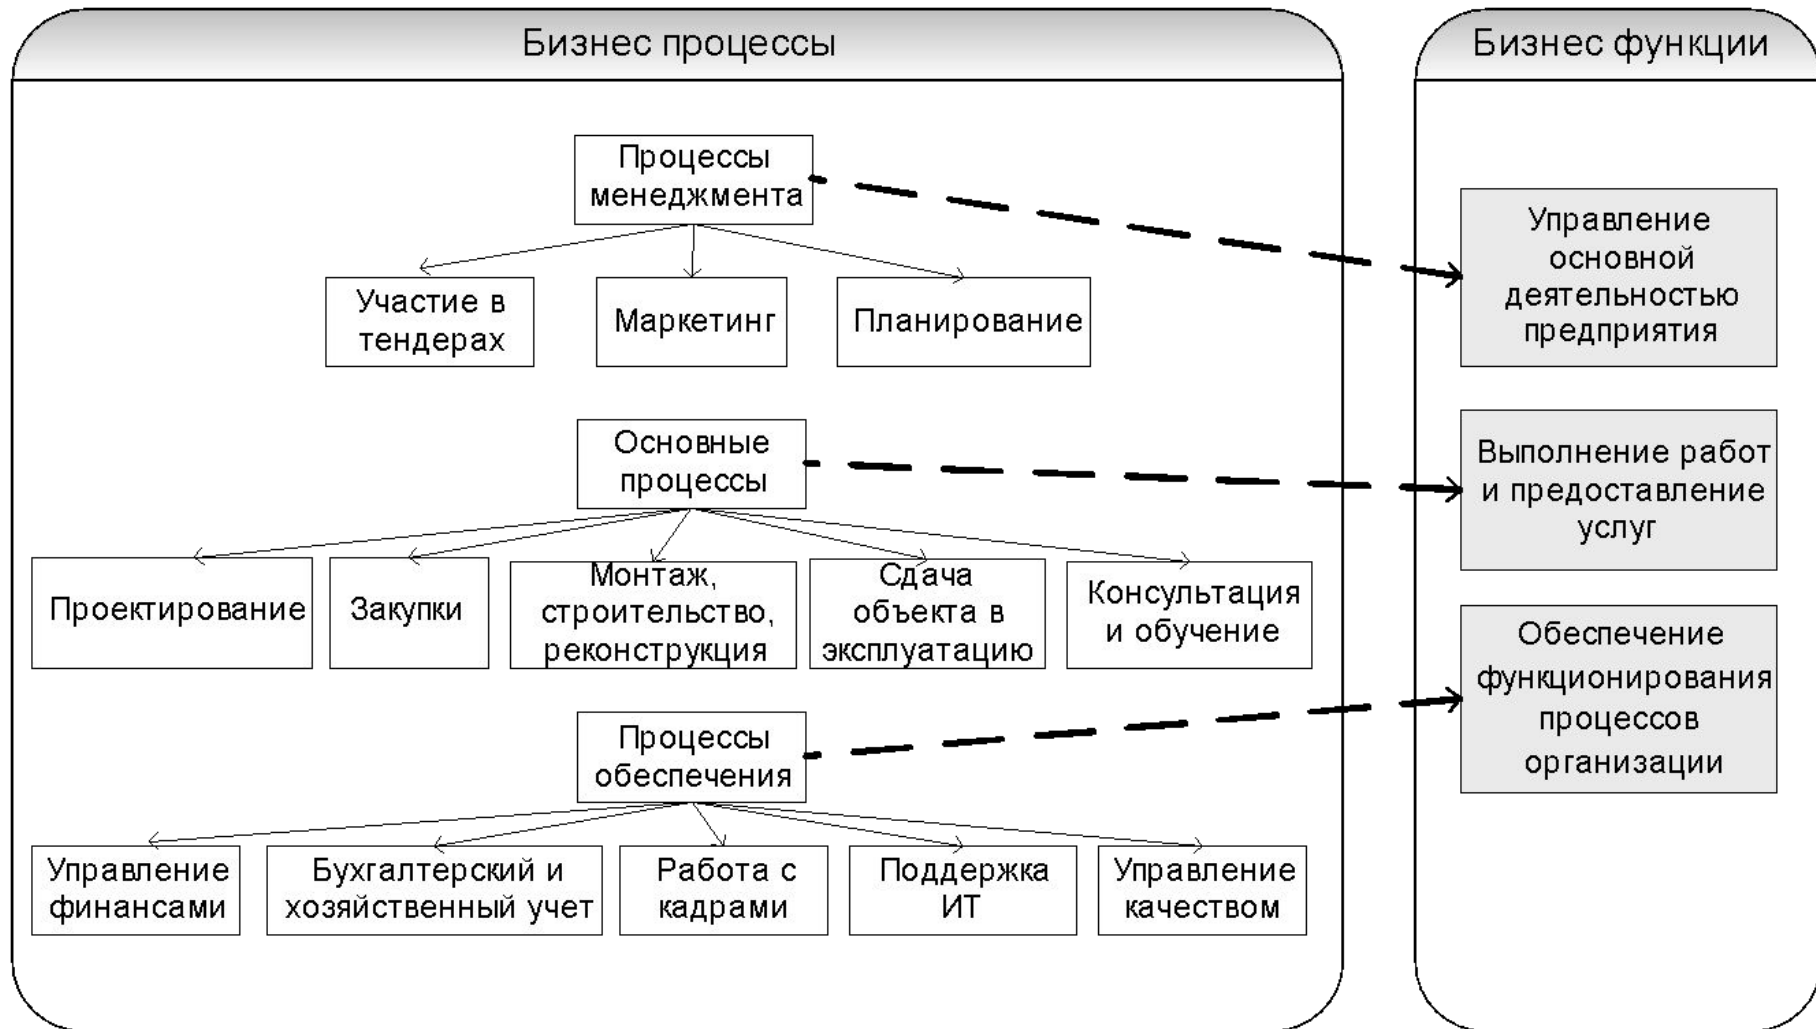 Бизнес процессы
Бизнес функции
Процессы
менеджмента
Участие в
тендерах
Маркетинг
Планирование
Основные
процессы
Проектирование
Закупки
Монтаж,
строительство,
реконструкция
Сдача
объекта в
эксплуатацию
Консультация
и обучение
Процессы
обеспечения
Управление
финансами
Бухгалтерский и
хозяйственный учет
Работа с
кадрами
Поддержка
ИТ
Управление
качеством
Управление
основной
деятельностью
предприятия
Выполнение работ
и предоставление
услуг
Обеспечение
функционирования
процессов
организации